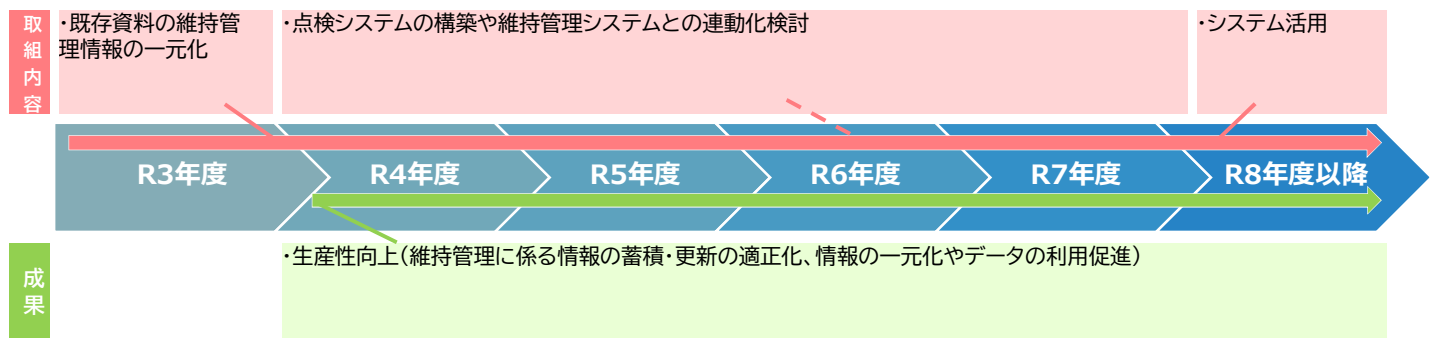 取組内容
・既存資料の維持管
理情報の一元化
・点検システムの構築や維持管理システムとの連動化検討
・システム活用
R3年度
R4年度
R5年度
R6年度
R7年度
R8年度以降
成果
・生産性向上(維持管理に係る情報の蓄積・更新の適正化、情報の一元化やデータの利用促進)